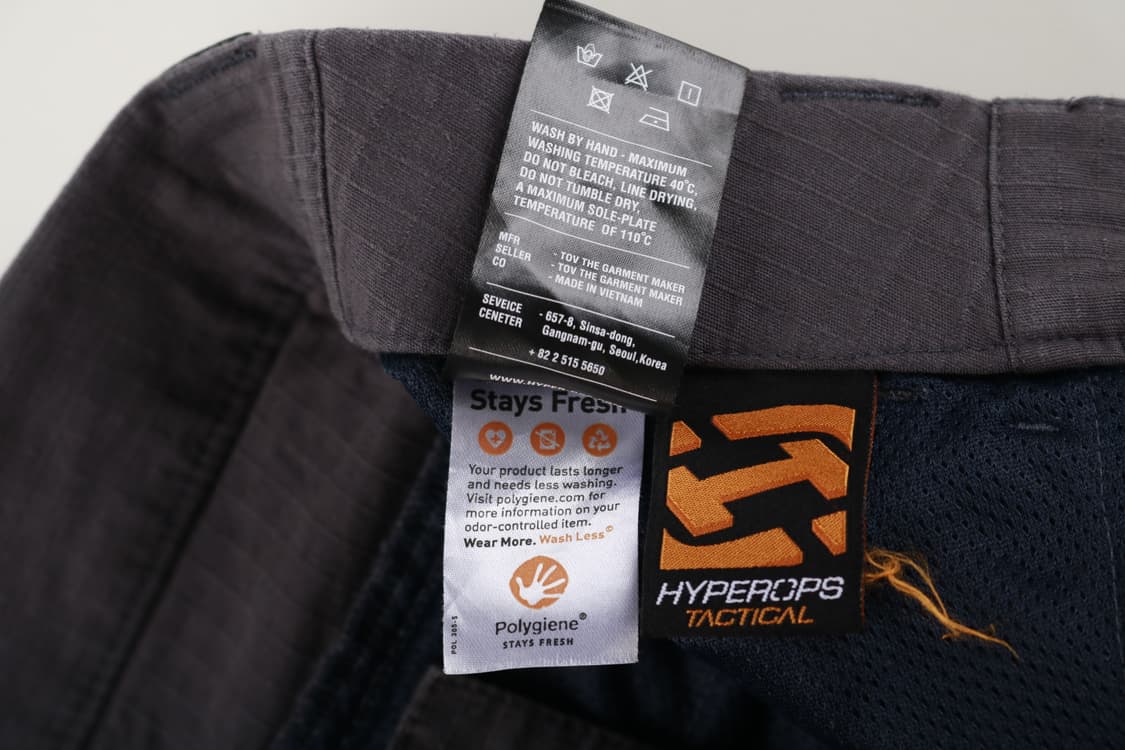 WASH BY HAND - MAXIMUM
WASHING TEMPERATURE 40°C,
DO NOT BLEACH, LINE DRYING,
DO NOT TUMBLE DRY,
A MAXIMUM SOLE-PLATE
TEMPERATURE OF 110°C
MFR - TOV THE GARMENT MAKER
SELLER - TOV THE GARMENT MAKER
CO - MADE IN VIETNAM
SEVEICE CENETER - 657-8, Sinsa-dong,
Gangnam-gu, Seoul,Korea
+ 82 2 515 5650
Stays Fresh
Your product lasts longer
and needs less washing.
Visit polygiene.com for
more information on your
odor-controlled item.
Wear More. Wash Less©
Polygiene®
STAYS FRESH
POL 305-S
HYPEROPS
TACTICAL